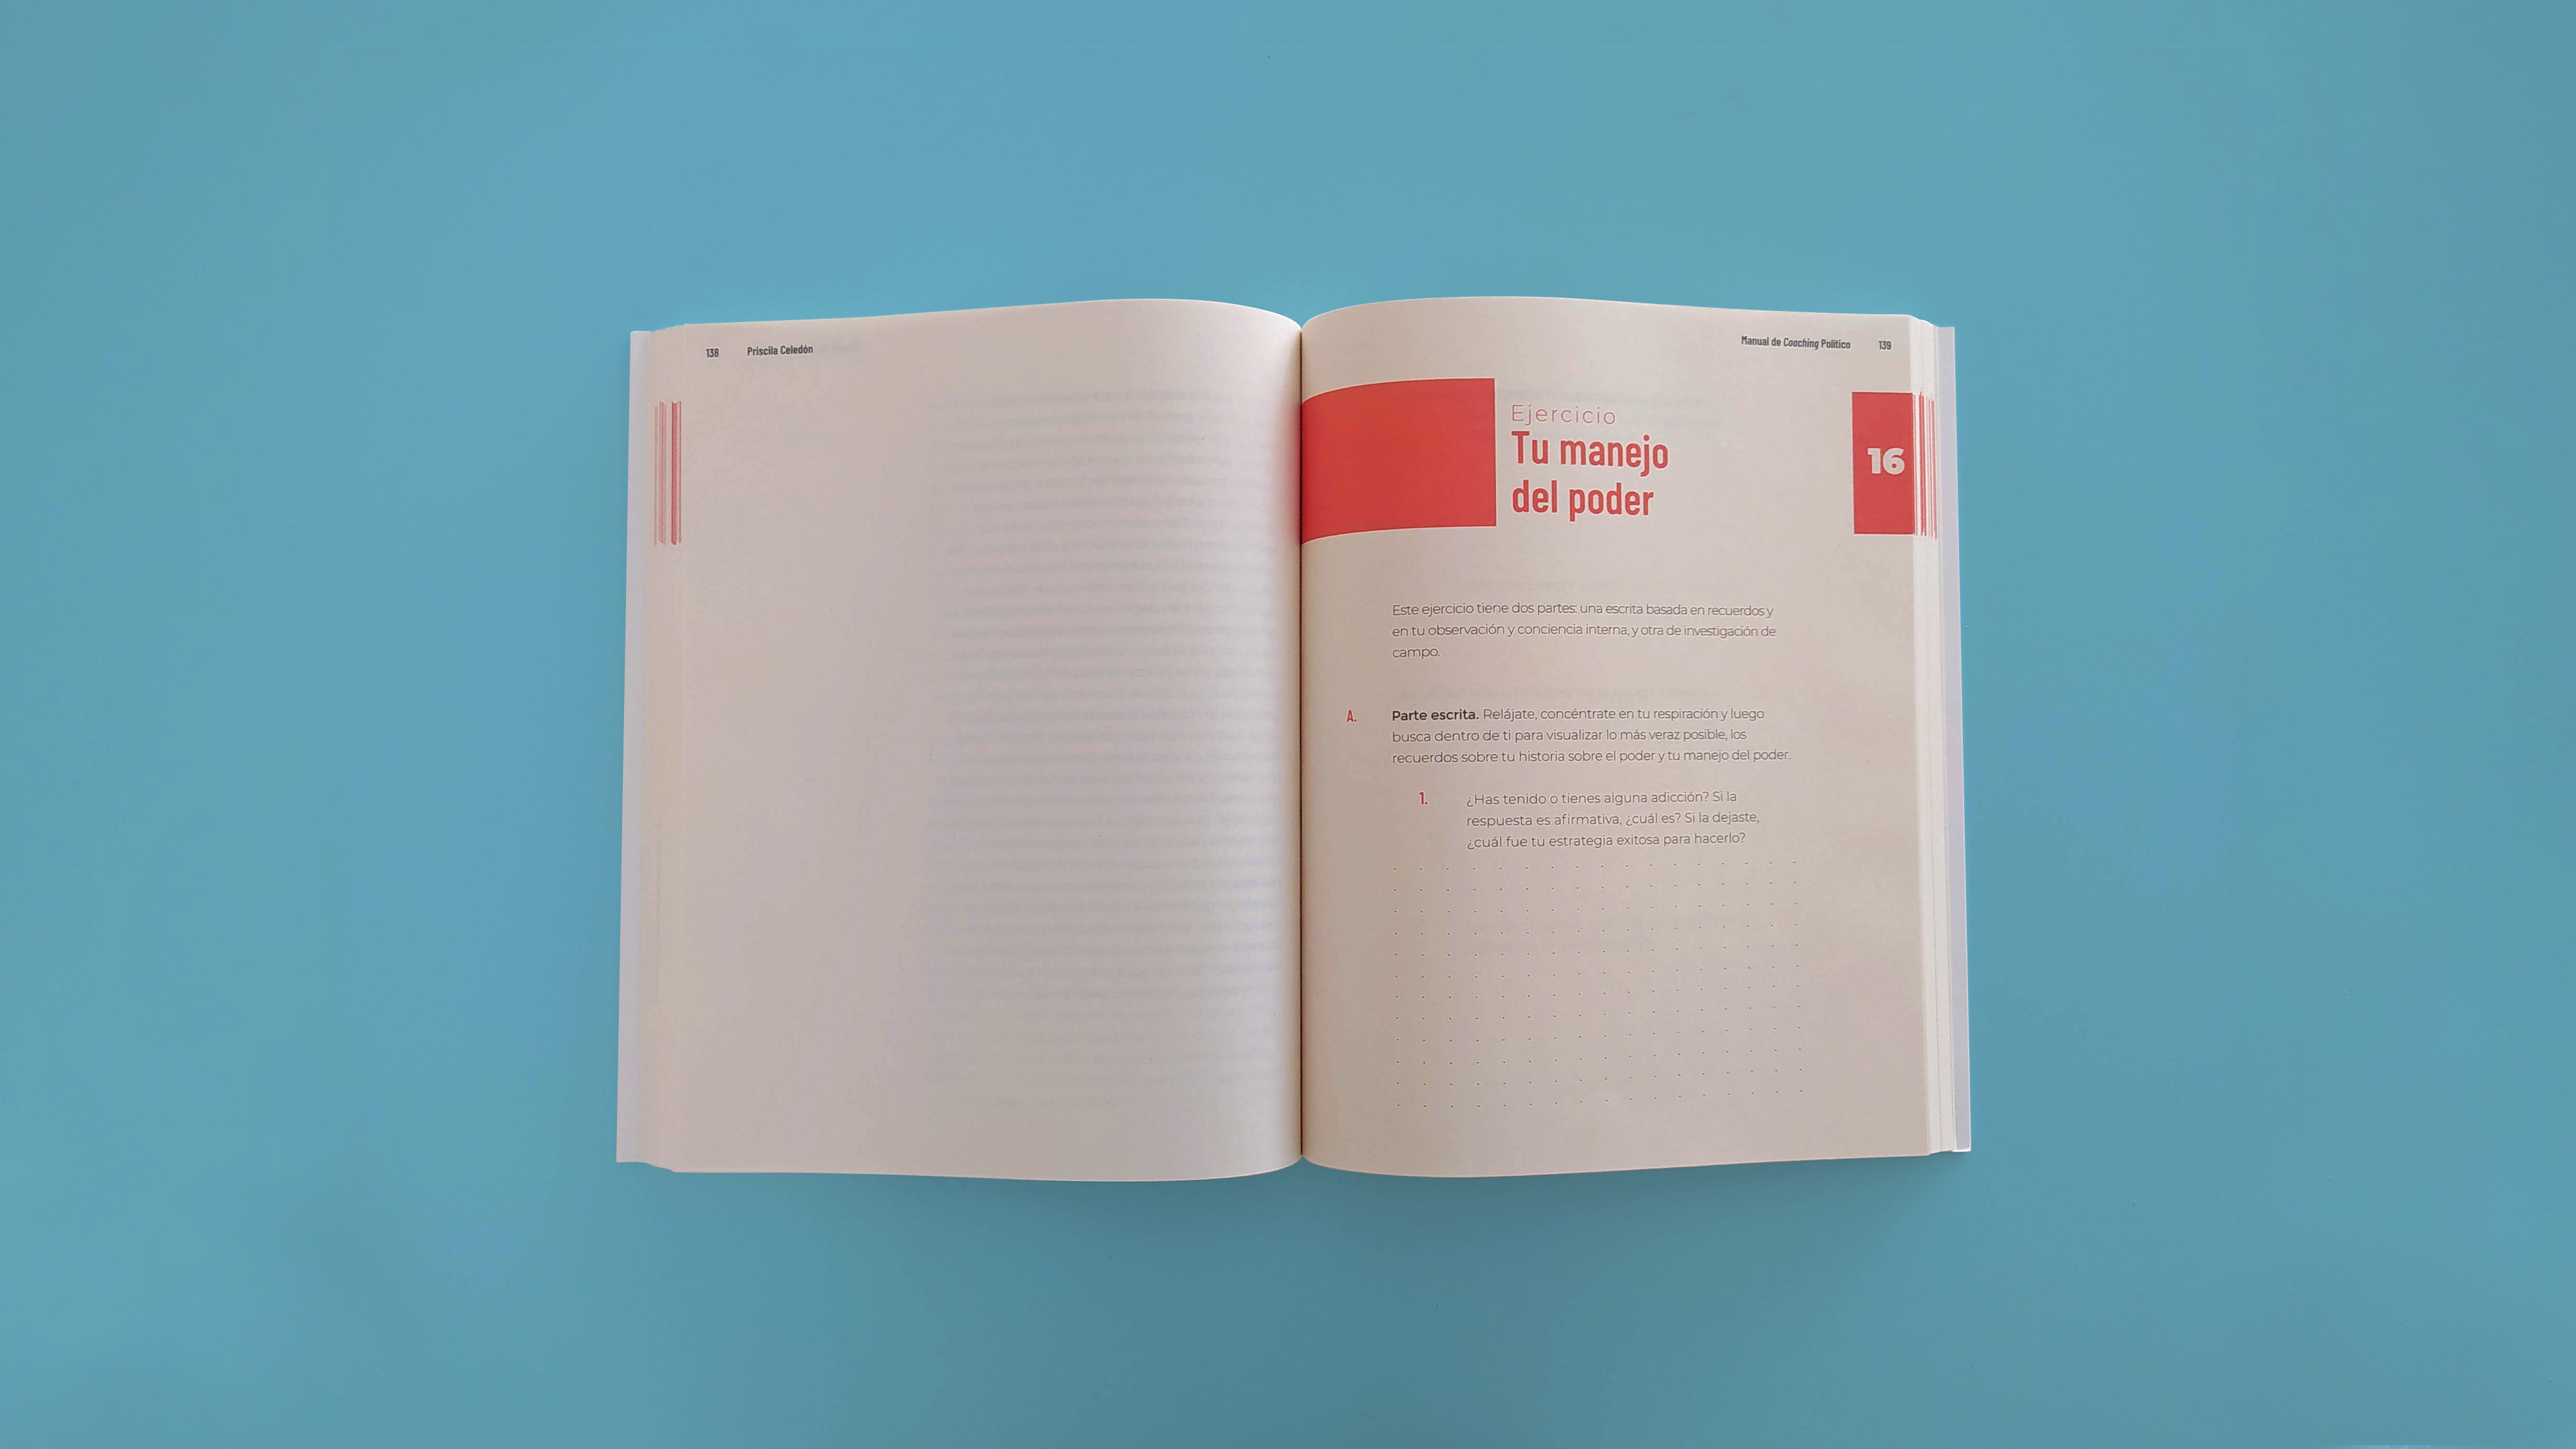 138 Priscila Celedón
Manual de Coaching Político 139
Ejercicio
Tu manejo
del poder
16
Este ejercicio tiene dos partes: una escrita basada en recuerdos y
en tu observación y conciencia interna, y otra de investigación de
campo.
A. Parte escrita. Relájate, concéntrate en tu respiración y luego
busca dentro de ti para visualizar lo más veraz posible, los
recuerdos sobre tu historia sobre el poder y tu manejo del poder.
1. ¿Has tenido o tienes alguna adicción? Si la
respuesta es afirmativa, ¿cuál es? Si la dejaste,
¿cuál fue tu estrategia exitosa para hacerlo?